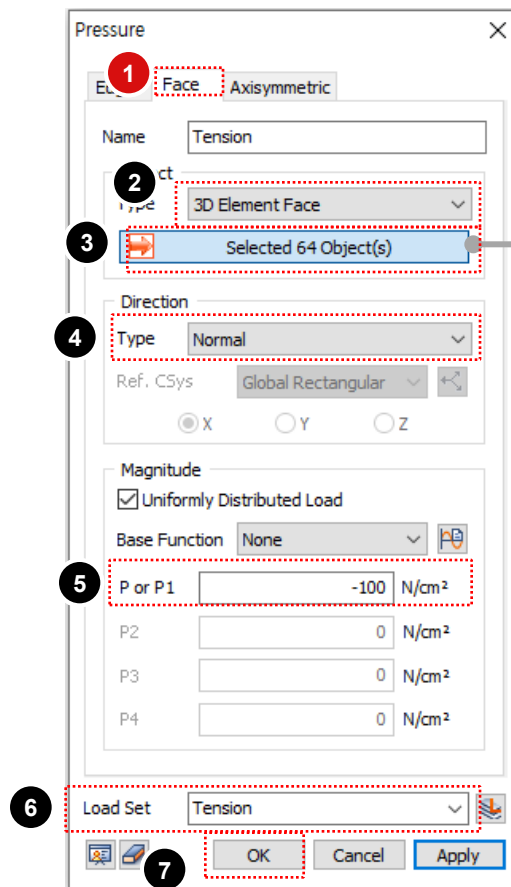 Pressure
1
Face
Axisymmetric
Name
Tension
2
3D Element Face
3
Selected 64 Object(s)
Direction
4
Type
Normal
Ref. CSys
Global Rectangular
X
Y
Z
Magnitude
Uniformly Distributed Load
Base Function
None
5
P or P1
-100
N/cm²
P2
0
N/cm²
P3
0
N/cm²
P4
0
N/cm²
6
Load Set
Tension
7
OK
Cancel
Apply